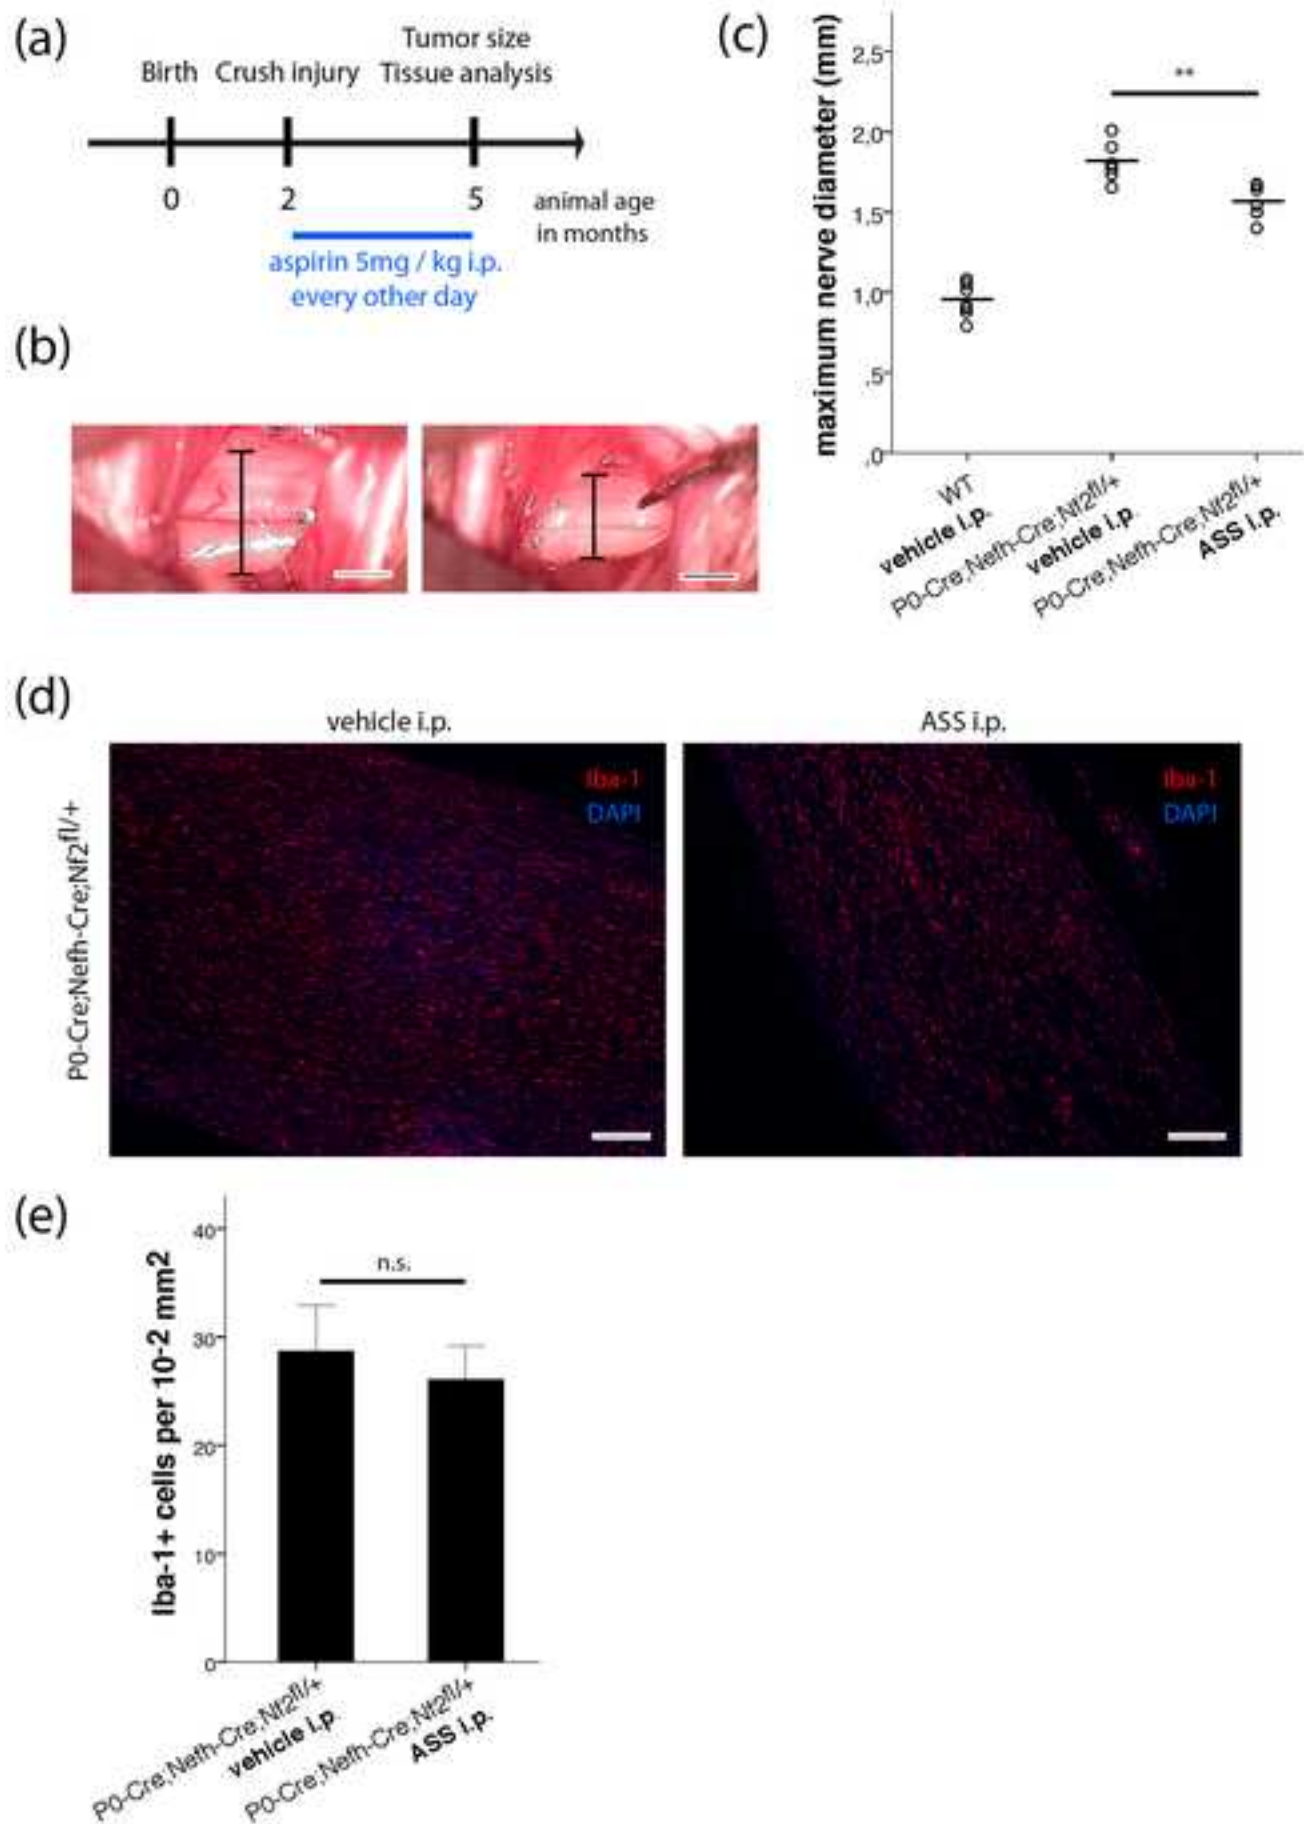 (a)
Birth Crush injury Tumor size
Tissue analysis
0 2 5 animal age
in months
aspirin 5mg / kg i.p.
every other day
(b)
(c)
maximum nerve diameter (mm)
2,5
2,0
1,5
1,0
,5
,0
**
WT
vehicle i.p.
P0-Cre;Nefh-Cre;Nf2fl/+
vehicle i.p.
P0-Cre;Nefh-Cre;Nf2fl/+
ASS i.p.
(d)
vehicle i.p.
ASS i.p.
P0-Cre;Nefh-Cre;Nf2fl/+
Iba-1
DAPI
Iba-1
DAPI
(e)
Iba-1+ cells per 10-2 mm2
40
30
20
10
0
n.s.
P0-Cre;Nefh-Cre;Nf2fl/+
vehicle i.p.
P0-Cre;Nefh-Cre;Nf2fl/+
ASS i.p.